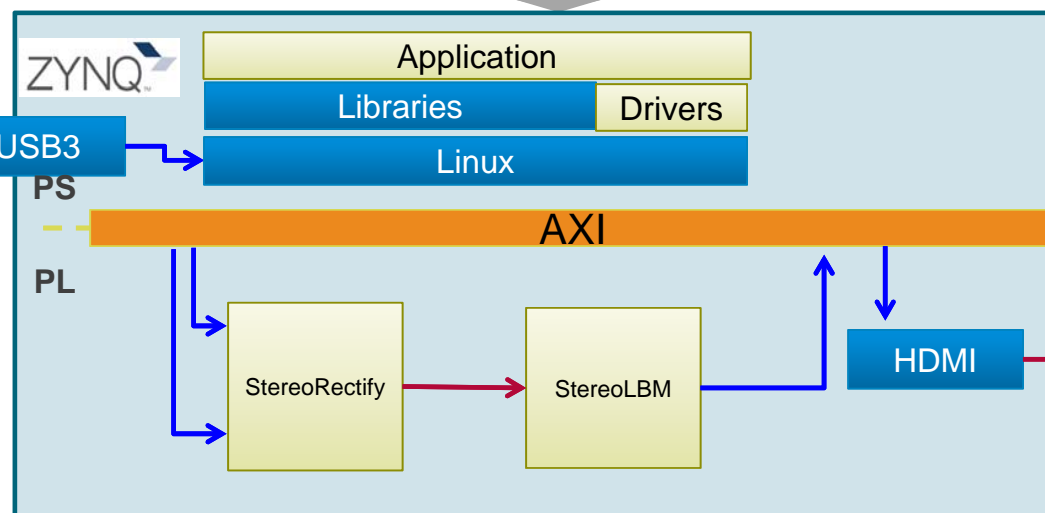 ZYNQ
Application
Libraries
Drivers
USB3
Linux
PS
AXI
PL
StereoRectify
StereoLBM
HDMI